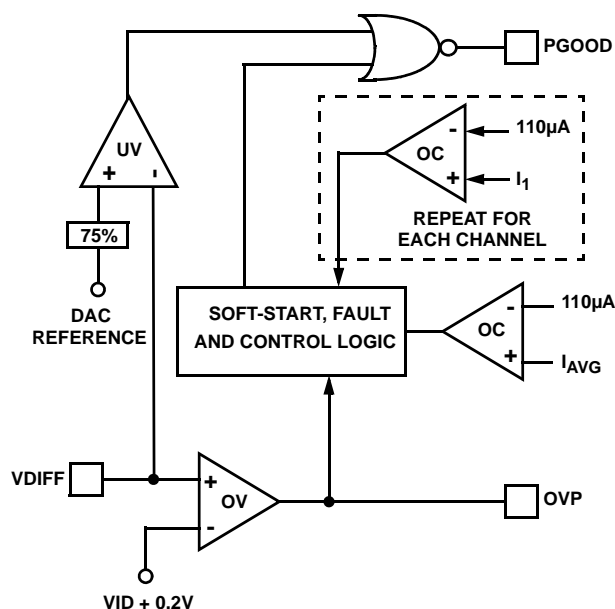 PGOOD
UV
+ -
75%
DAC
REFERENCE
-
OC
+
110µA
I1
REPEAT FOR
EACH CHANNEL
SOFT-START, FAULT
AND CONTROL LOGIC
-
OC
+
110µA
IAVG
VDIFF
+
OV
-
OVP
VID + 0.2V